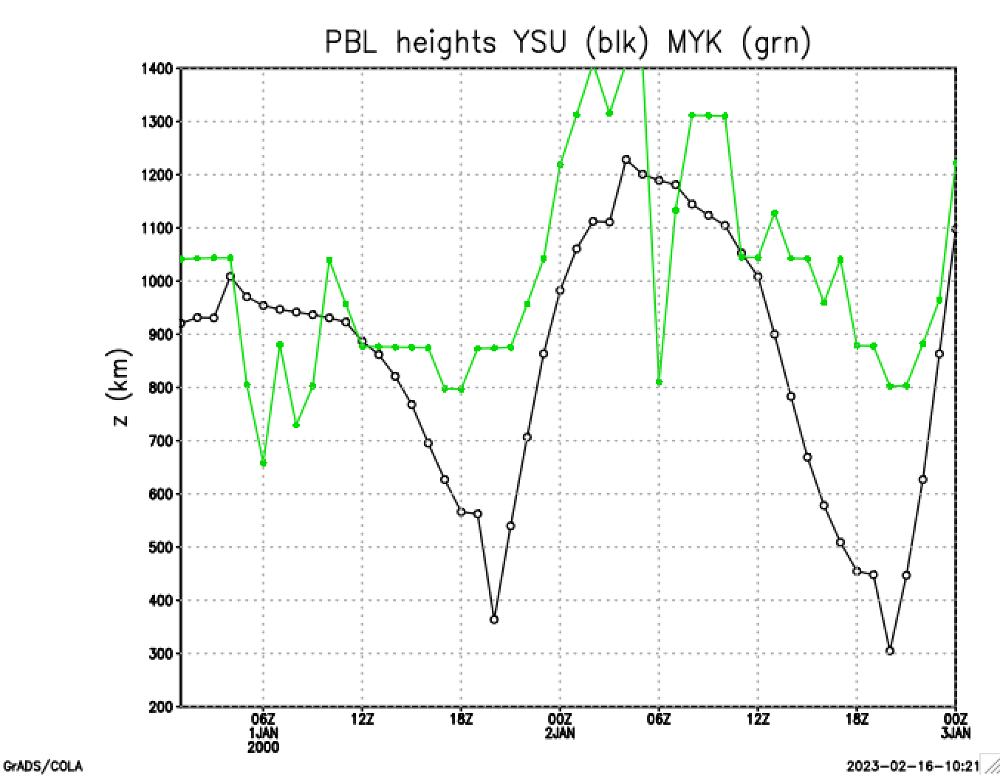 PBL heights YSU (blk) MYK (grn)
1400
1300
1200
1100
1000
900
800
700
600
500
400
300
200
z (km)
06Z 12Z 18Z 00Z 06Z 12Z 18Z 00Z
1JAN 2JAN 3JAN
2000
GrADS/COLA 2023-02-16-10:21